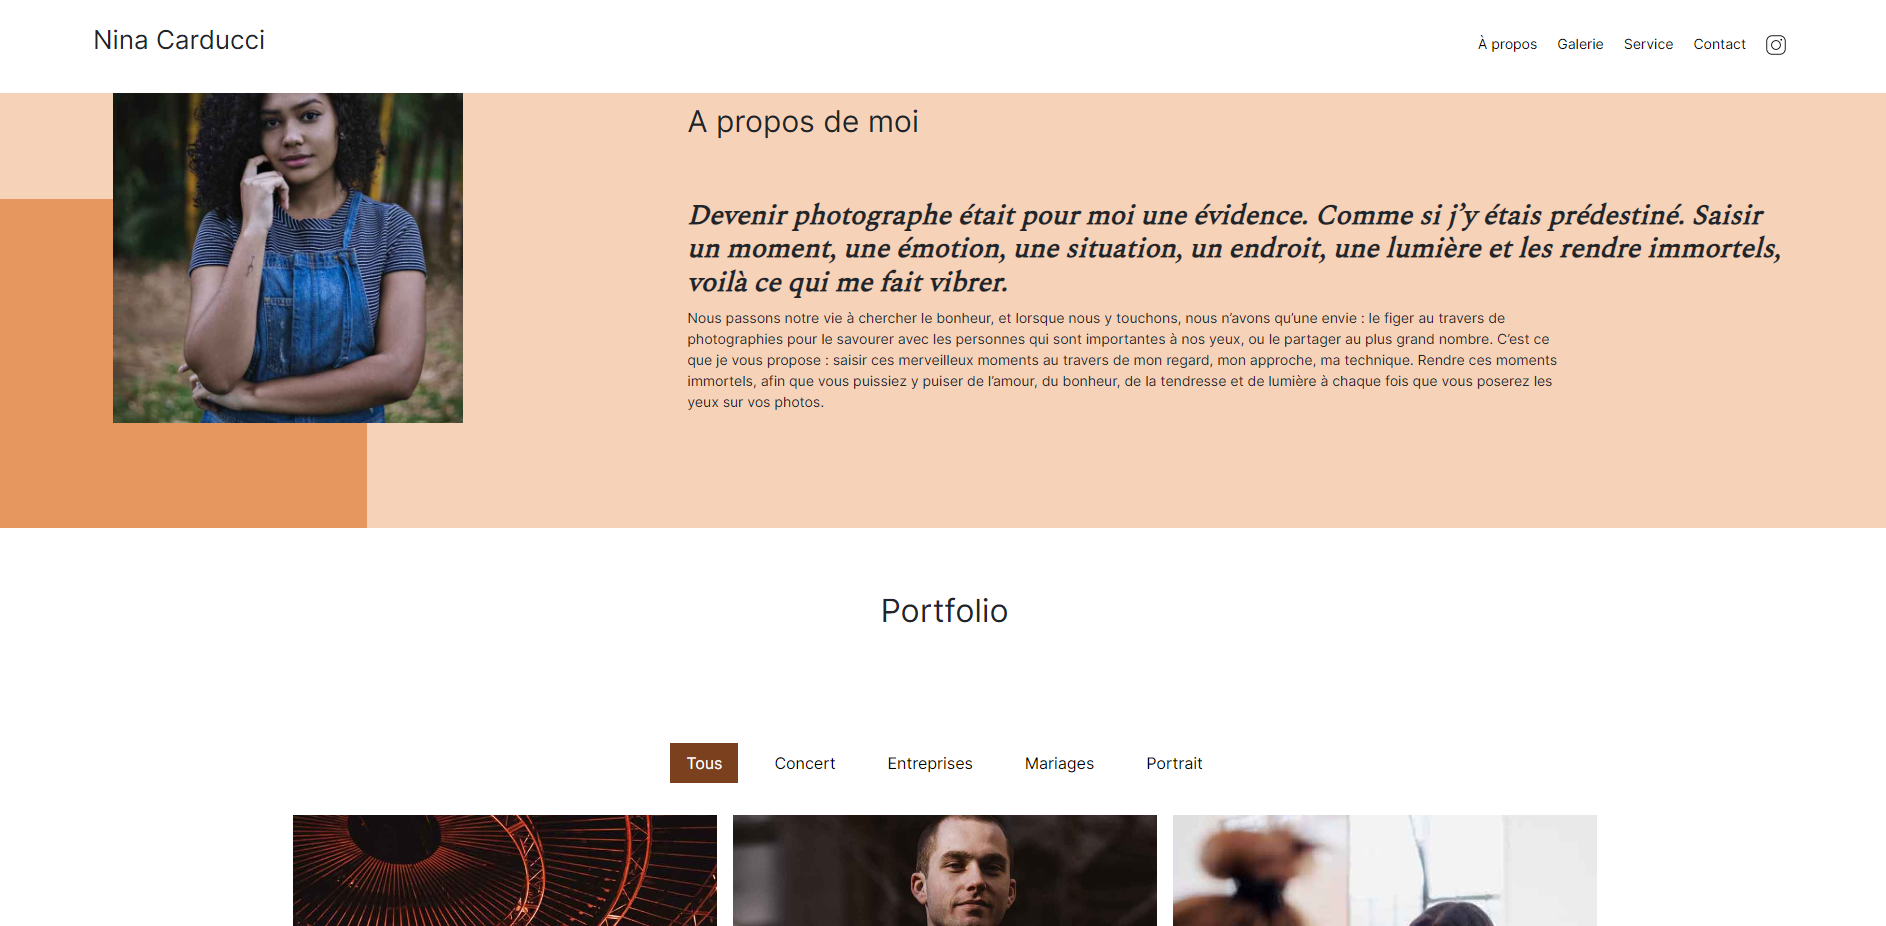 Nina Carducci
À propos Galerie Service Contact
A propos de moi
Devenir photographe était pour moi une évidence. Comme si j’y étais prédestiné. Saisir
un moment, une émotion, une situation, un endroit, une lumière et les rendre immortels,
voilà ce qui me fait vibrer.
Nous passons notre vie à chercher le bonheur, et lorsque nous y touchons, nous n’avons qu’une envie : le figer au travers de
photographies pour le savourer avec les personnes qui sont importantes à nos yeux, ou le partager au plus grand nombre. C’est ce
que je vous propose : saisir ces merveilleux moments au travers de mon regard, mon approche, ma technique. Rendre ces moments
immortels, afin que vous puissiez y puiser de l’amour, du bonheur, de la tendresse et de lumière à chaque fois que vous poserez les
yeux sur vos photos.
Portfolio
Tous Concert Entreprises Mariages Portrait